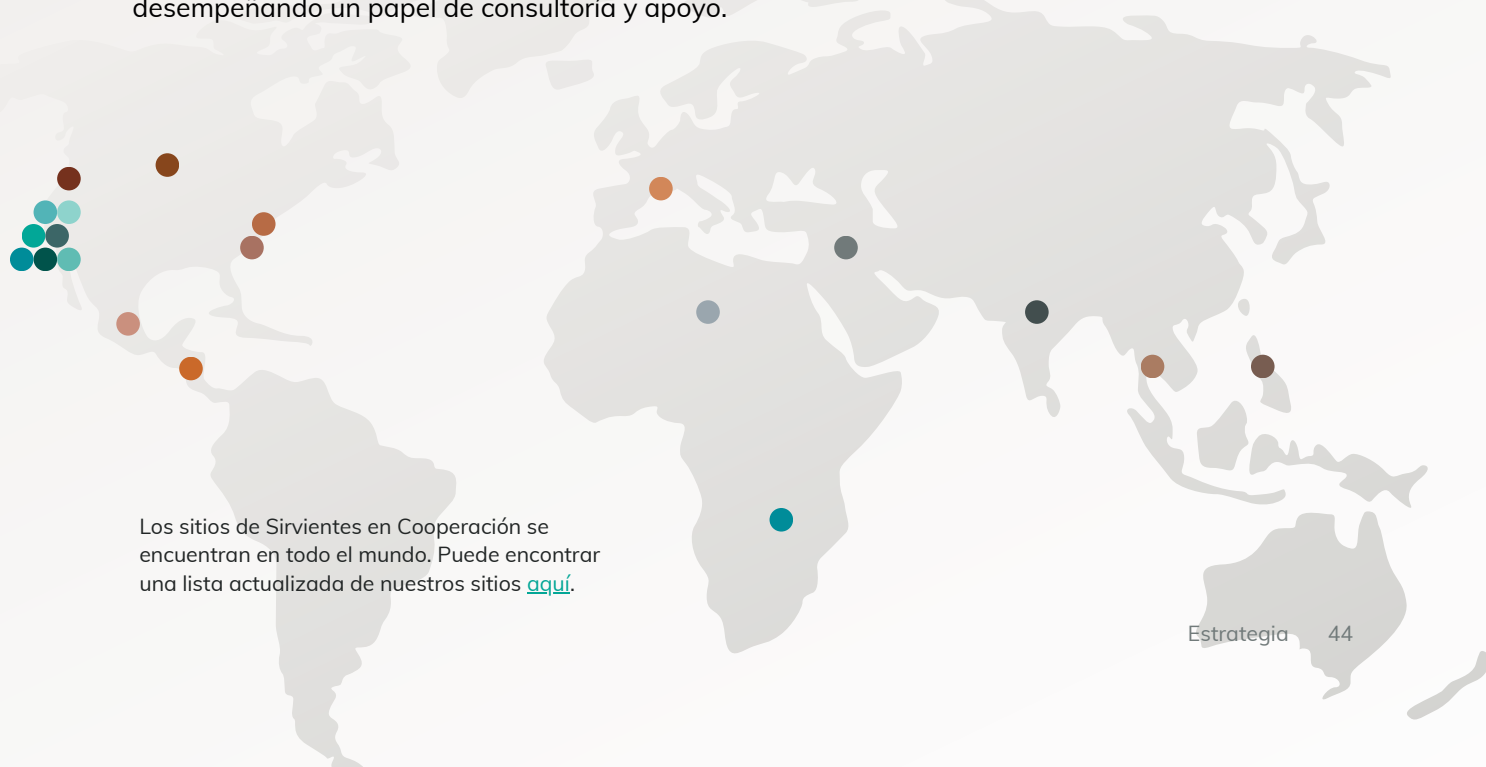 desempeñando un papel de consultoría y apoyo.
Los sitios de Sirvientes en Cooperación se
encuentran en todo el mundo. Puede encontrar
una lista actualizada de nuestros sitios aquí.
Estrategia 44